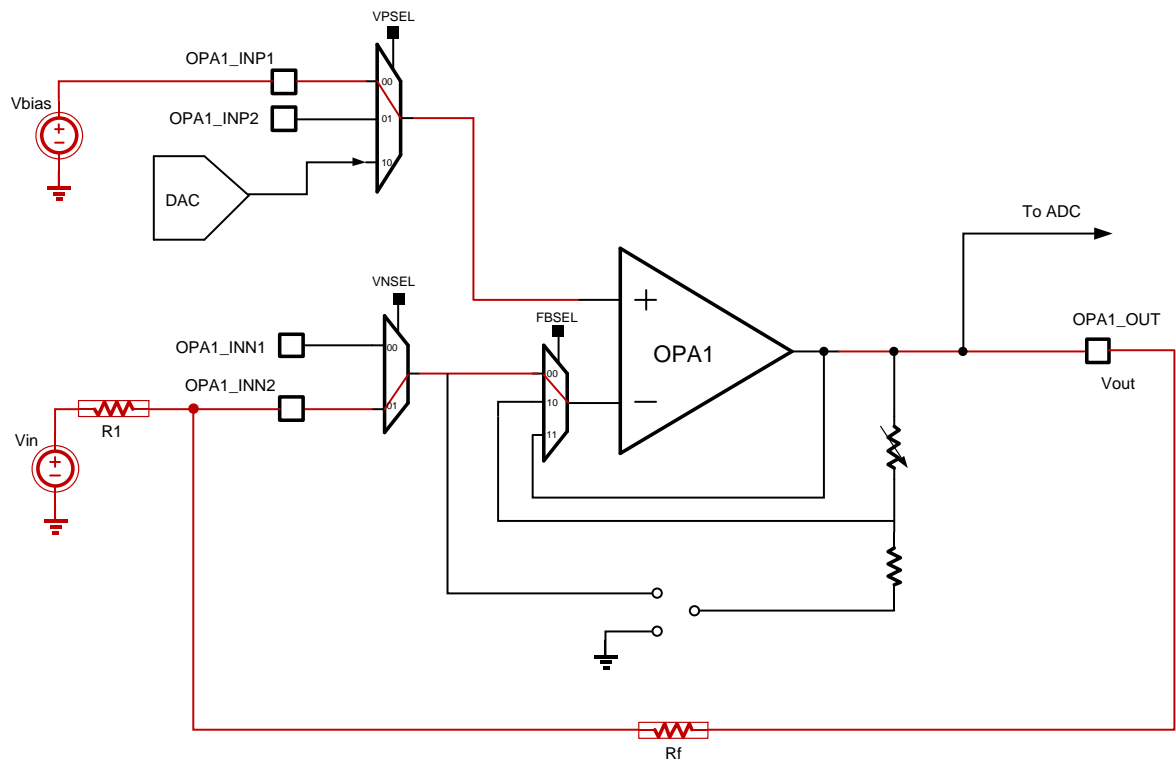 VPSEL
OPA1_INP1
00
Vbias
OPA1_INP2
01
10
DAC
To ADC
VNSEL
FBSEL
OPA1_INN1
00
OPA1_OUT
OPA1
00
OPA1_INN2
10
01
Vout
R1
Vin
11
Rf